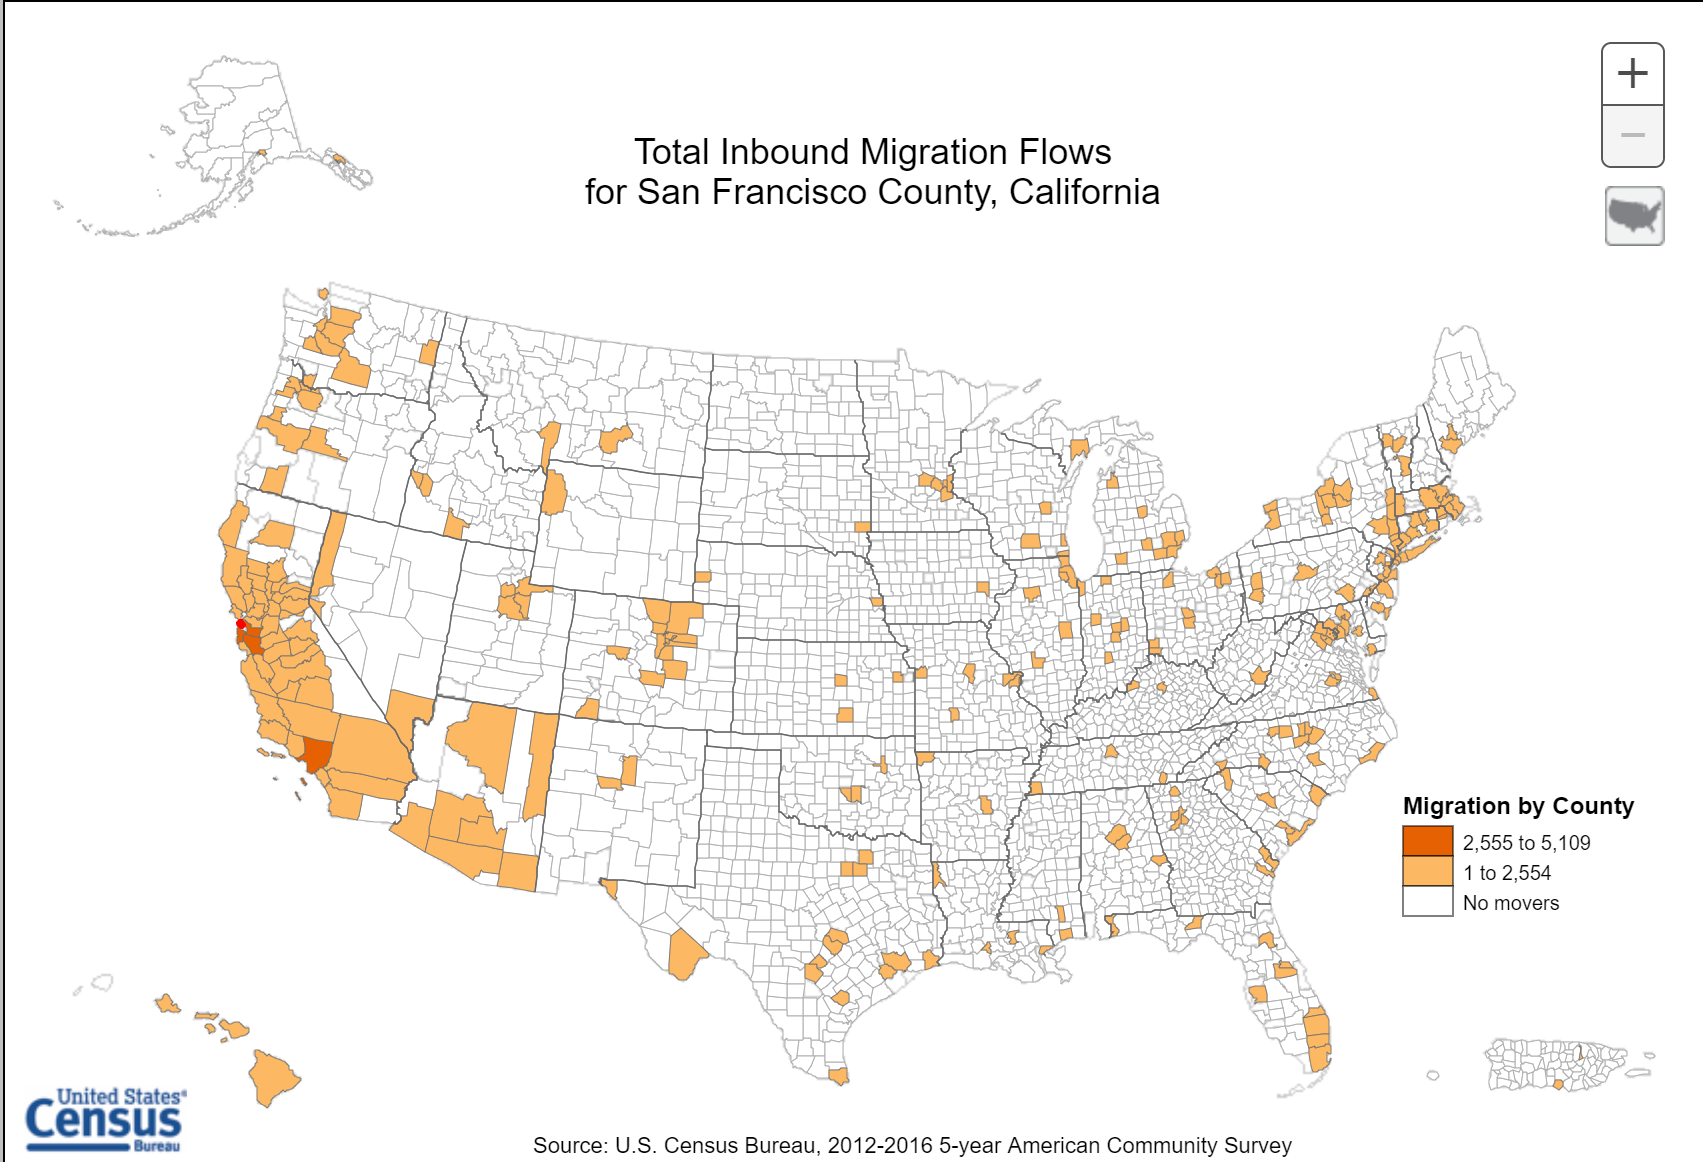 Total Inbound Migration Flows
for San Francisco County, California
+
−
Migration by County
2,555 to 5,109
1 to 2,554
No movers
United States®
Census
Bureau
Source: U.S. Census Bureau, 2012-2016 5-year American Community Survey